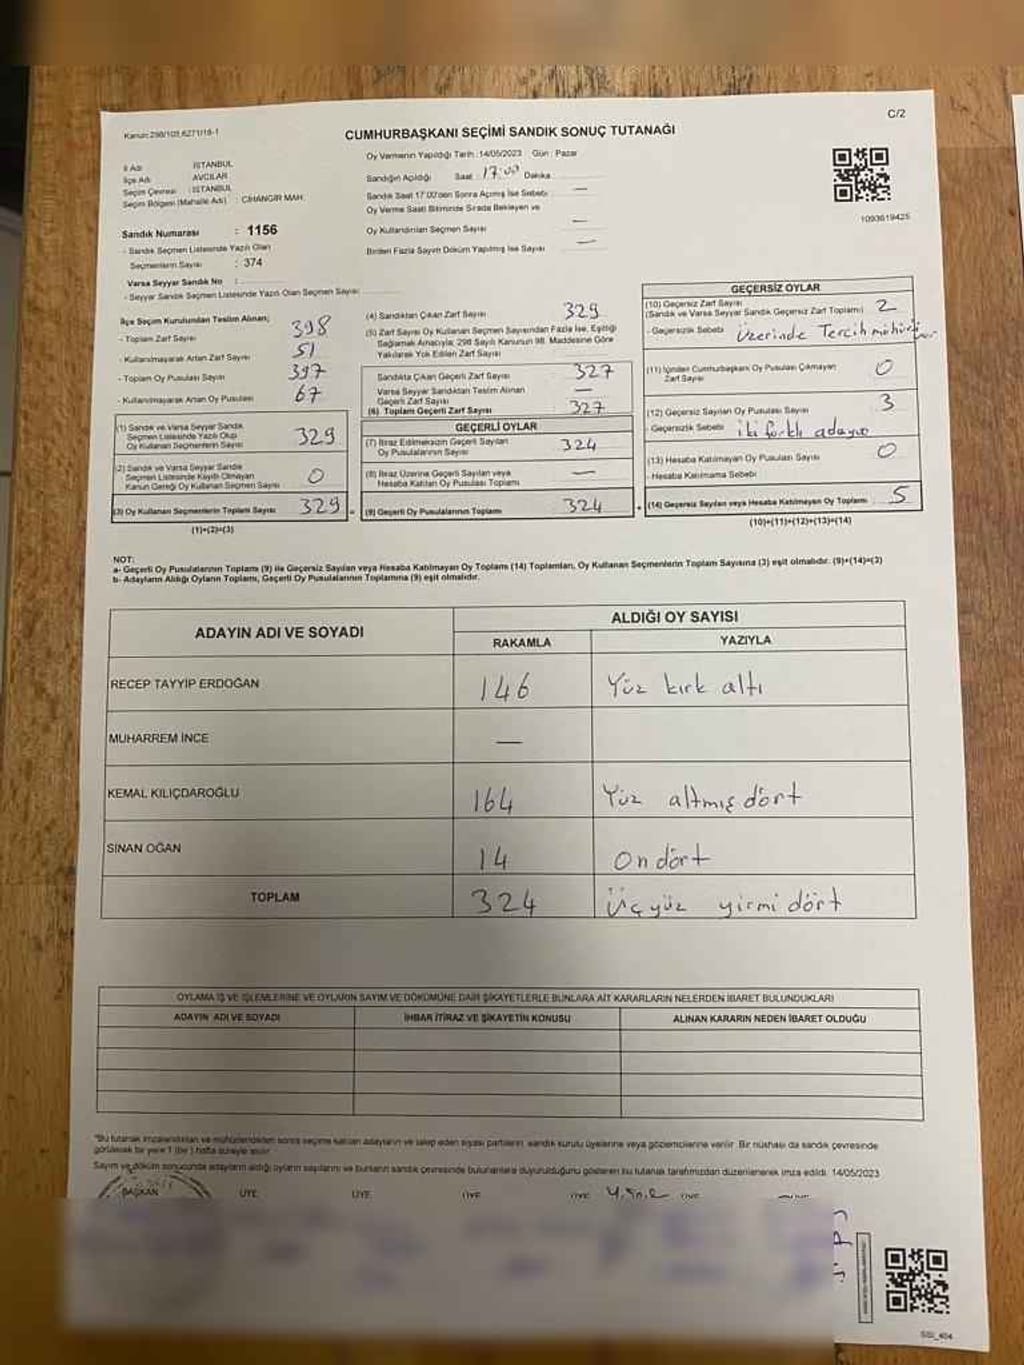 Kanun:298/105,6271/18-1
C/2
CUMHURBAŞKANI SEÇİMİ SANDIK SONUÇ TUTANAĞI
İl Adı : İSTANBUL
İlçe Adı : AVCILAR
Seçim Çevresi : İSTANBUL
Seçim Bölgesi (Mahalle Adı) : CİHANGİR MAH.
Sandık Numarası : 1156
- Sandık Seçmen Listesinde Yazılı Olan
Seçmenlerin Sayısı : 374
Varsa Seyyar Sandık No :
- Seyyar Sandık Seçmen Listesinde Yazılı Olan Seçmen Sayısı
Oy Vermenin Yapıldığı Tarih :14/05/2023 Gün : Pazar
Sandığın Açıldığı Saat : 17:00 Dakika
Sandık Saat 17:00'den Sonra Açılmış İse Sebebi —
Oy Verme Saati Bitiminde Sırada Bekleyen ve
Oy Kullandırılan Seçmen Sayısı —
Birden Fazla Sayım Döküm Yapılmış İse Sayısı —
1093619425
İlçe Seçim Kurulundan Teslim Alınan;
- Toplam Zarf Sayısı 398
- Kullanılmayarak Artan Zarf Sayısı 51
- Toplam Oy Pusulası Sayısı 397
- Kullanılmayarak Artan Oy Pusulası 67
(1) Sandık ve Varsa Seyyar Sandık
Seçmen Listesinde Yazılı Olup
Oy Kullanan Seçmenlerin Sayısı 329
(2) Sandık ve Varsa Seyyar Sandık
Seçmen Listesinde Kayıtlı Olmayan
Kanun Gereği Oy Kullanan Seçmen Sayısı 0
(3) Oy Kullanan Seçmenlerin Toplam Sayısı 329
(1)+(2)=(3)
(4) Sandıktan Çıkan Zarf Sayısı 329
(5) Zarf Sayısı Oy Kullanan Seçmen Sayısından Fazla İse, Eşitliği
Sağlamak Amacıyla; 298 Sayılı Kanunun 98. Maddesine Göre
Yakılarak Yok Edilen Zarf Sayısı
Sandıkta Çıkan Geçerli Zarf Sayısı 327
Varsa Seyyar Sandıktan Teslim Alınan
Geçerli Zarf Sayısı —
(6) Toplam Geçerli Zarf Sayısı 327
GEÇERLİ OYLAR
(7) İtiraz Edilmeksizin Geçerli Sayılan
Oy Pusulalarının Sayısı 324
(8) İtiraz Üzerine Geçerli Sayılan veya
Hesaba Katılan Oy Pusulası Toplamı —
(9) Geçerli Oy Pusulalarının Toplamı 324
GEÇERSİZ OYLAR
(10) Geçersiz Zarf Sayısı
(Sandık ve Varsa Seyyar Sandık Geçersiz Zarf Toplamı) 2
- Geçersizlik Sebebi Üzerinde Tercih mührü var.
(11) İçinden Cumhurbaşkanı Oy Pusulası Çıkmayan
Zarf Sayısı 0
(12) Geçersiz Sayılan Oy Pusulası Sayısı 3
- Geçersizlik Sebebi iki farklı adaya
(13) Hesaba Katılmayan Oy Pusulası Sayısı 0
- Hesaba Katılmama Sebebi
(14) Geçersiz Sayılan veya Hesaba Katılmayan Oy Toplamı 5
(10)+(11)+(12)+(13)=(14)
NOT:
a- Geçerli Oy Pusulalarının Toplamı (9) ile Geçersiz Sayılan veya Hesaba Katılmayan Oy Toplamı (14) Toplamları, Oy Kullanan Seçmenlerin Toplam Sayısına (3) eşit olmalıdır. (9)+(14)=(3)
b- Adayların Aldığı Oyların Toplamı, Geçerli Oy Pusulalarının Toplamına (9) eşit olmalıdır.
ADAYIN ADI VE SOYADI
ALDIĞI OY SAYISI
RAKAMLA YAZIYLA
RECEP TAYYİP ERDOĞAN 146 Yüz kırk altı
MUHARREM İNCE —
KEMAL KILIÇDAROĞLU 164 Yüz altmış dört
SİNAN OĞAN 14 On dört
TOPLAM 324 Üçyüz yirmi dört
OYLAMA İŞ VE İŞLEMLERİNE VE OYLARIN SAYIM VE DÖKÜMÜNE DAİR ŞİKAYETLERLE BUNLARA AİT KARARLARIN NELERDEN İBARET BULUNDUKLARI
ADAYIN ADI VE SOYADI İHBAR İTİRAZ VE ŞİKAYETİN KONUSU ALINAN KARARIN NEDEN İBARET OLDUĞU
*Bu tutanak imzalandıktan ve mühürlendikten sonra seçime katılan adayların ve talep eden siyasi partilerin, sandık kurulu üyelerine veya gözlemcilerine verilir. Bir nüshası da sandık çevresinde
görülecek bir yere 1 (bir) hafta süreyle asılır.
Sayım ve döküm sonucunda adayların aldığı oyların sayılarını ve bunların sandık çevresinde bulunanlara duyurulduğunu gösteren bu tutanak tarafımızdan düzenlenerek imza edildi. 14/05/2023
BAŞKAN ÜYE ÜYE ÜYE ÜYE ÜYE
SSI_404